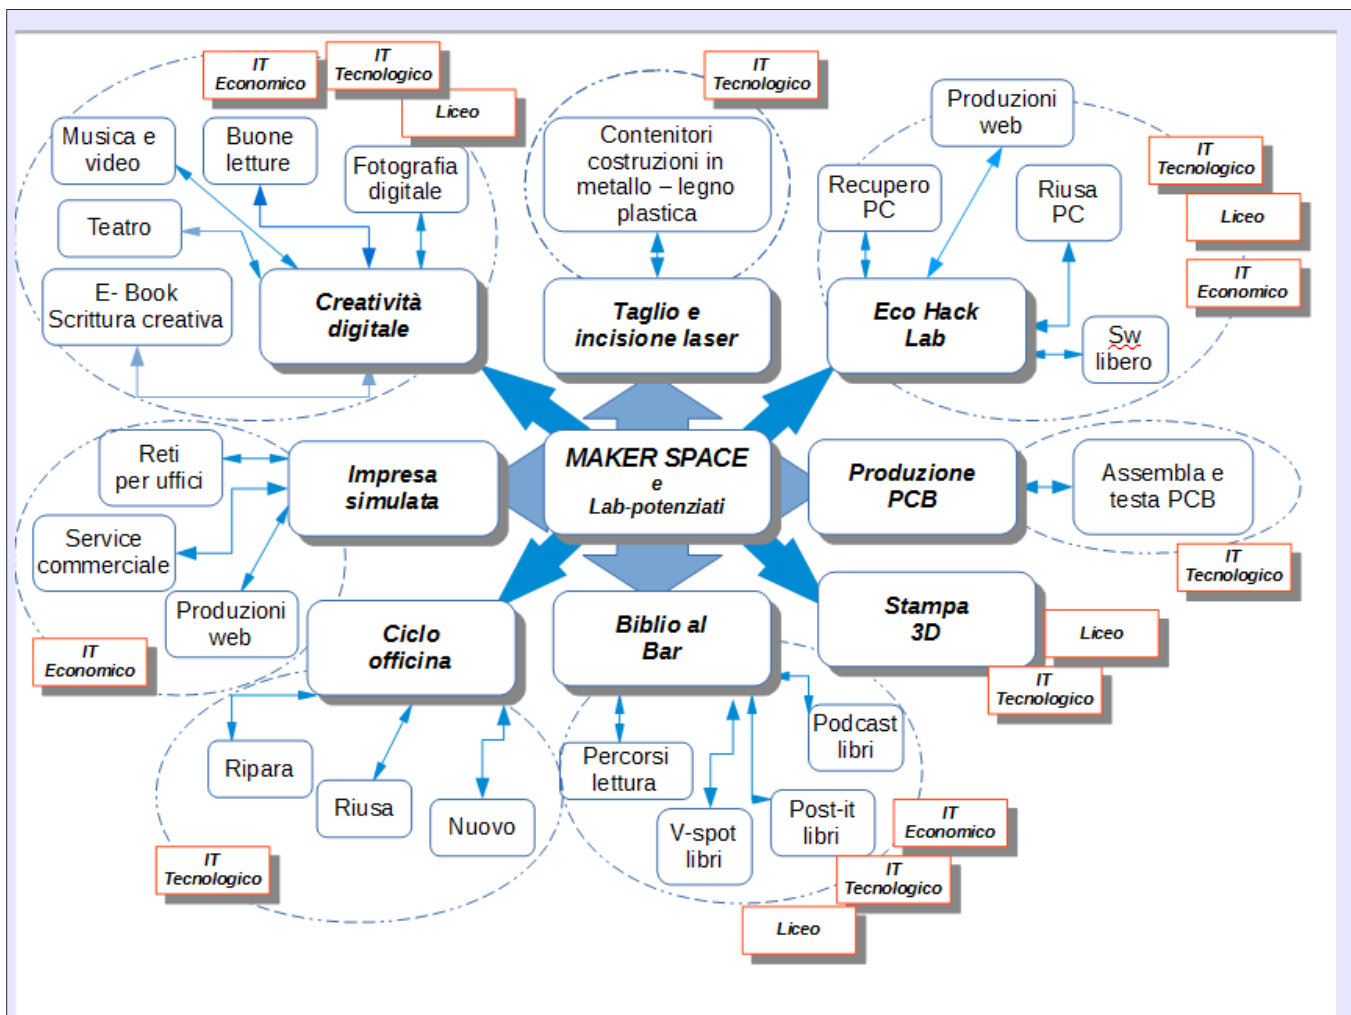 IT
Economico
IT
Tecnologico
Liceo
Musica e
video
Buone
letture
Fotografia
digitale
Teatro
E- Book
Scrittura creativa
Creatività
digitale
IT
Tecnologico
Contenitori
costruzioni in
metallo – legno
plastica
Taglio e
incisione laser
Produzioni
web
Recupero
PC
Riusa
PC
IT
Tecnologico
Liceo
IT
Economico
Eco Hack
Lab
Sw
libero
Reti
per uffici
Service
commerciale
Produzioni
web
Impresa
simulata
IT
Economico
MAKER SPACE
e
Lab-potenziati
Produzione
PCB
Assembla e
testa PCB
IT
Tecnologico
Stampa
3D
Liceo
IT
Tecnologico
Ciclo
officina
Ripara
Riusa
Nuovo
IT
Tecnologico
Biblio al
Bar
Percorsi
lettura
V-spot
libri
Post-it
libri
Podcast
libri
IT
Economico
IT
Tecnologico
Liceo